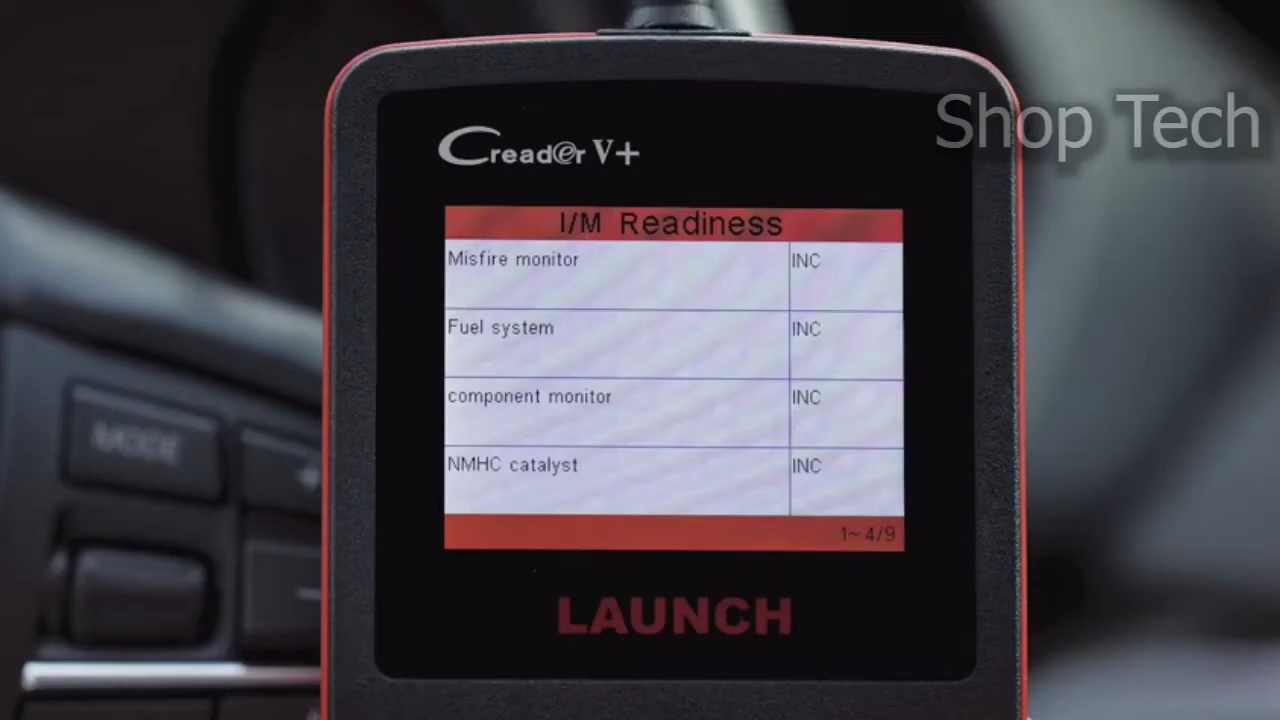 Shop Tech
Creader V+
I/M Readiness
Misfire monitor INC
Fuel system INC
component monitor INC
NMHC catalyst INC
1~ 4/9
MODE
+
−
LAUNCH